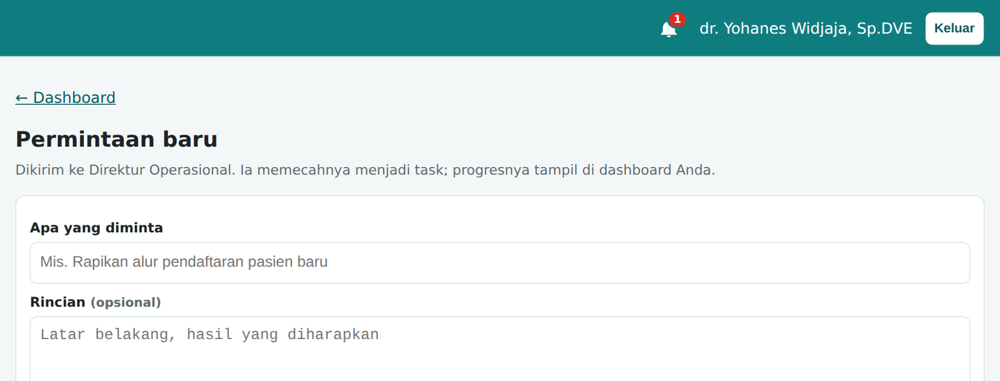 1
dr. Yohanes Widjaja, Sp.DVE
Keluar
← Dashboard
Permintaan baru
Dikirim ke Direktur Operasional. Ia memecahnya menjadi task; progresnya tampil di dashboard Anda.
Apa yang diminta
Mis. Rapikan alur pendaftaran pasien baru
Rincian (opsional)
Latar belakang, hasil yang diharapkan